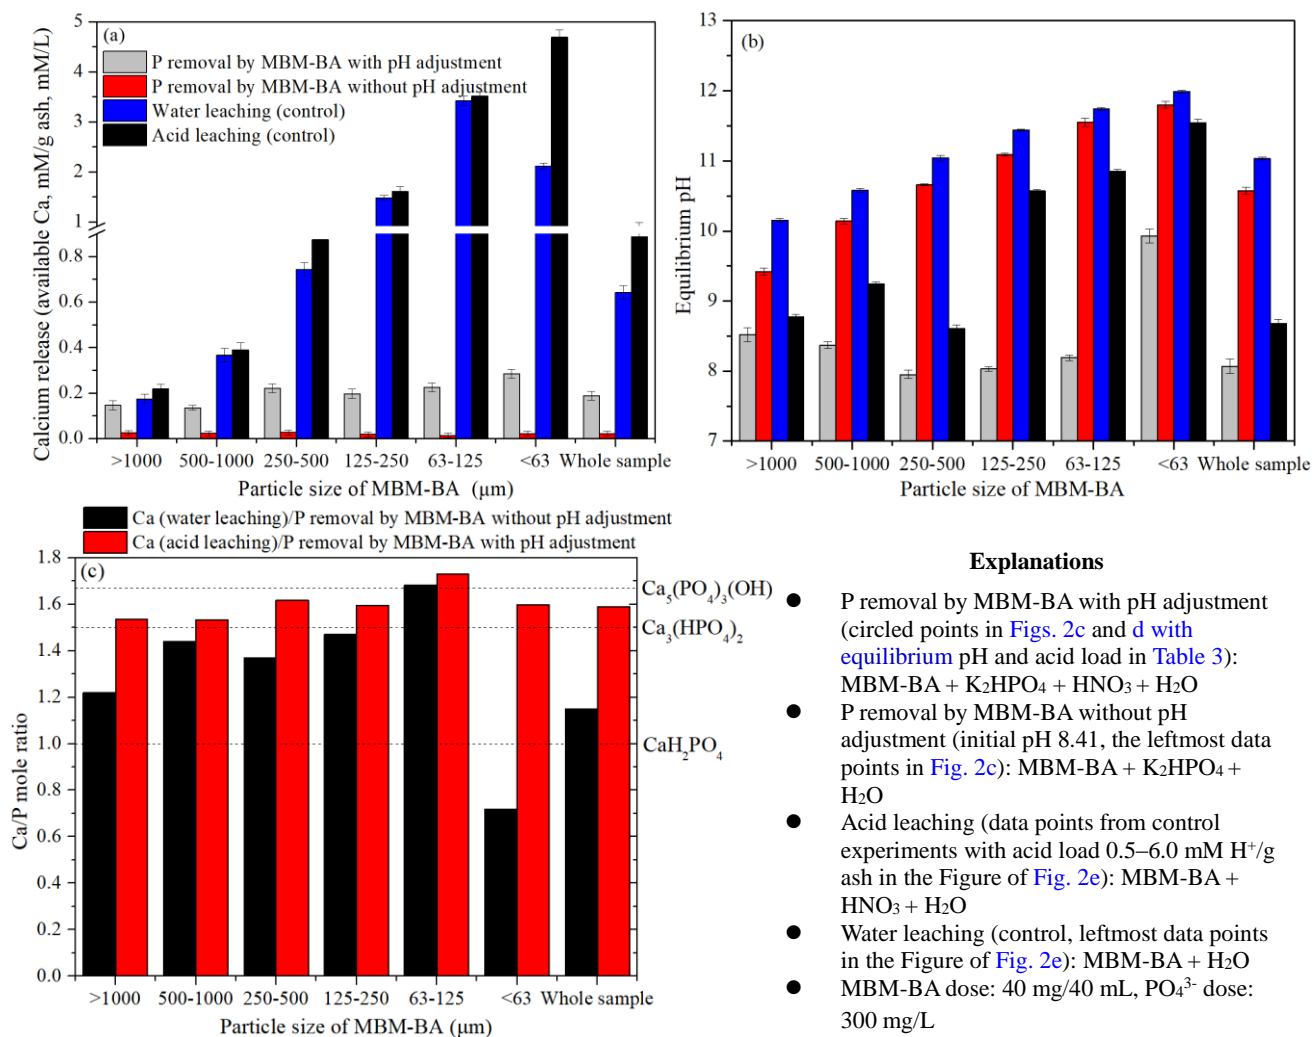 (a)
P removal by MBM-BA with pH adjustment
P removal by MBM-BA without pH adjustment
Water leaching (control)
Acid leaching (control)
Calcium release (available Ca, mM/g ash, mM/L)
5
4
3
2
1
0.8
0.6
0.4
0.2
0.0
>1000
500-1000
250-500
125-250
63-125
<63
Whole sample
Particle size of MBM-BA (μm)
(b)
Equilibrium pH
13
12
11
10
9
8
7
>1000
500-1000
250-500
125-250
63-125
<63
Whole sample
Particle size of MBM-BA
Ca (water leaching)/P removal by MBM-BA without pH adjustment
Ca (acid leaching)/P removal by MBM-BA with pH adjustment
(c)
Ca/P mole ratio
1.8
1.6
1.4
1.2
1.0
0.8
0.6
0.4
0.2
0.0
Ca₅(PO₄)₃(OH)
Ca₃(HPO₄)₂
CaH₂PO₄
>1000
500-1000
250-500
125-250
63-125
<63
Whole sample
Particle size of MBM-BA (μm)
Explanations
● P removal by MBM-BA with pH adjustment
(circled points in Figs. 2c and d with
equilibrium pH and acid load in Table 3):
MBM-BA + K₂HPO₄ + HNO₃ + H₂O
● P removal by MBM-BA without pH
adjustment (initial pH 8.41, the leftmost data
points in Fig. 2c): MBM-BA + K₂HPO₄ +
H₂O
● Acid leaching (data points from control
experiments with acid load 0.5–6.0 mM H⁺/g
ash in the Figure of Fig. 2e): MBM-BA +
HNO₃ + H₂O
● Water leaching (control, leftmost data points
in the Figure of Fig. 2e): MBM-BA + H₂O
● MBM-BA dose: 40 mg/40 mL, PO₄³⁻ dose:
300 mg/L